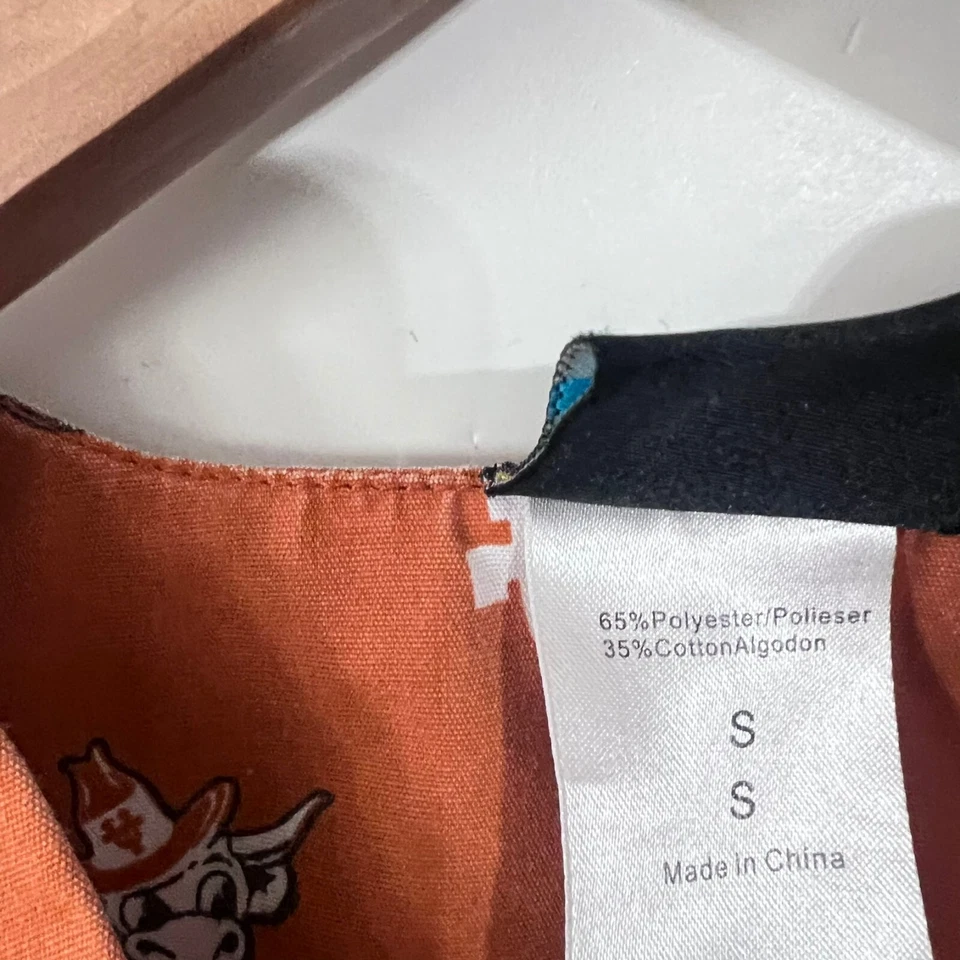 65%Polyester/Polieser
35%CottonAlgodon
S
S
Made in China